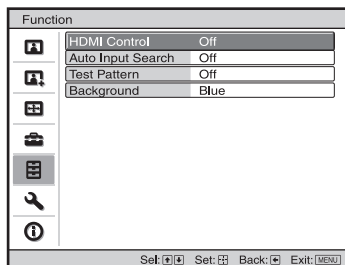 Function
HDMI Control Off
Auto Input Search Off
Test Pattern Off
Background Blue
Sel: Set: Back: Exit: MENU